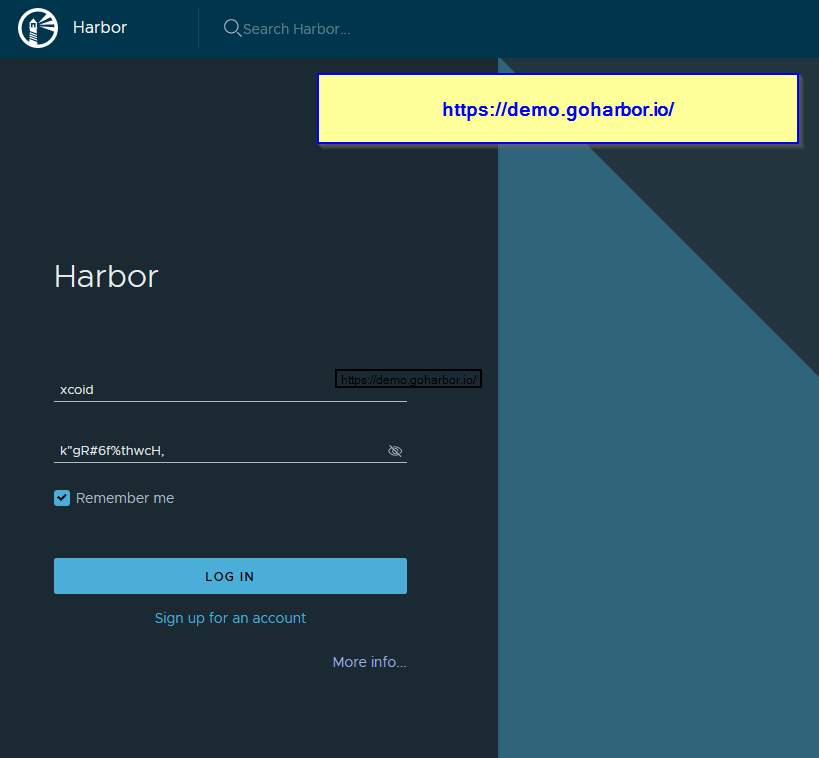 Harbor
Search Harbor...
https://demo.goharbor.io/
Harbor
https://demo.goharbor.io/
xcoid
k"gR#6f%thwcH,
Remember me
LOG IN
Sign up for an account
More info...